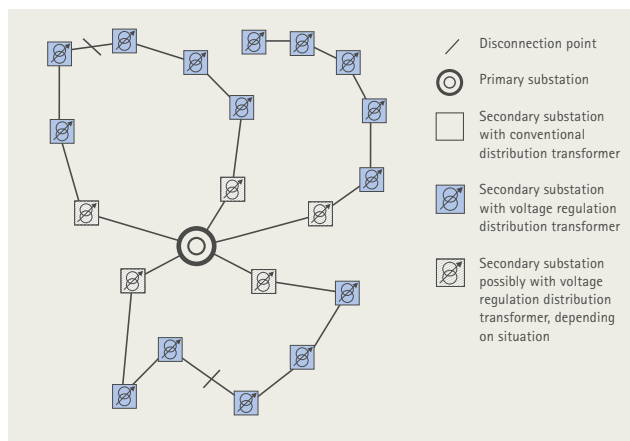 Disconnection point
Primary substation
Secondary substation
with conventional
distribution transformer
Secondary substation
with voltage regulation
distribution transformer
Secondary substation
possibly with voltage
regulation distribution
transformer, depending
on situation